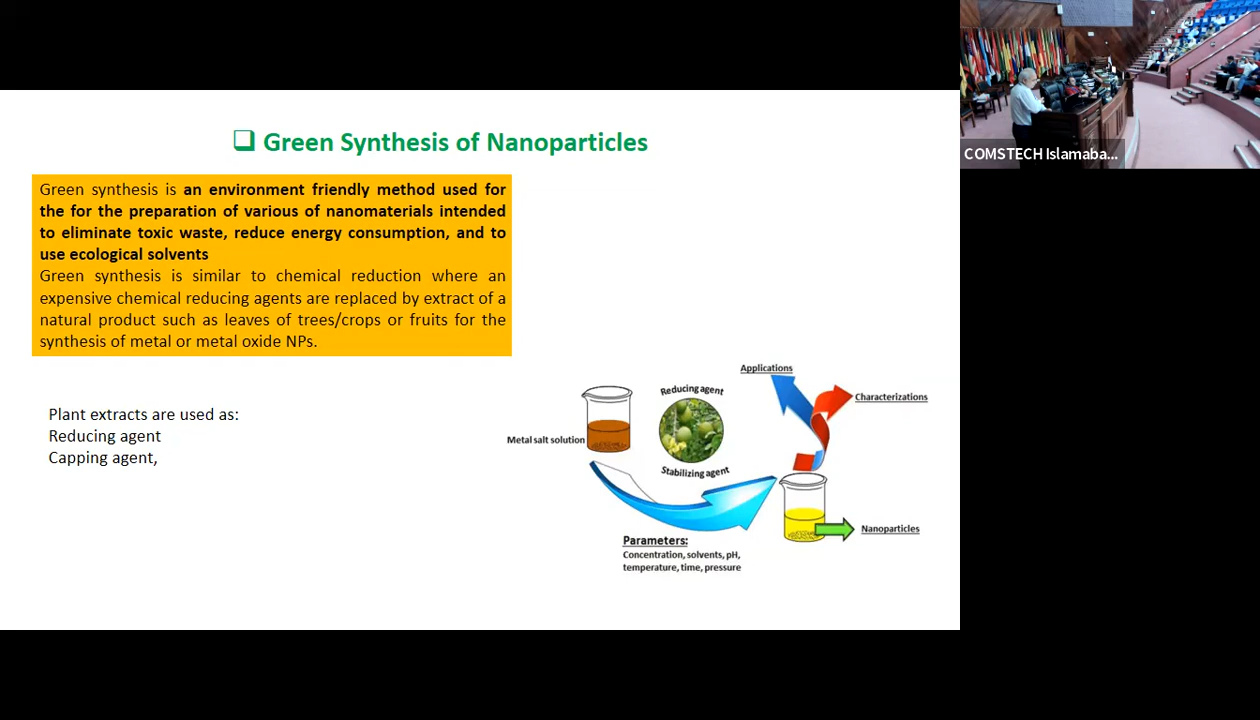 Green Synthesis of Nanoparticles
Green synthesis is an environment friendly method used for
the for the preparation of various of nanomaterials intended
to eliminate toxic waste, reduce energy consumption, and to
use ecological solvents
Green synthesis is similar to chemical reduction where an
expensive chemical reducing agents are replaced by extract of a
natural product such as leaves of trees/crops or fruits for the
synthesis of metal or metal oxide NPs.
Plant extracts are used as:
Reducing agent
Capping agent,
Applications
Reducing agent
Characterizations
Metal salt solution
Stabilizing agent
Nanoparticles
Parameters:
Concentration, solvents, pH,
temperature, time, pressure
COMSTECH Islamaba...